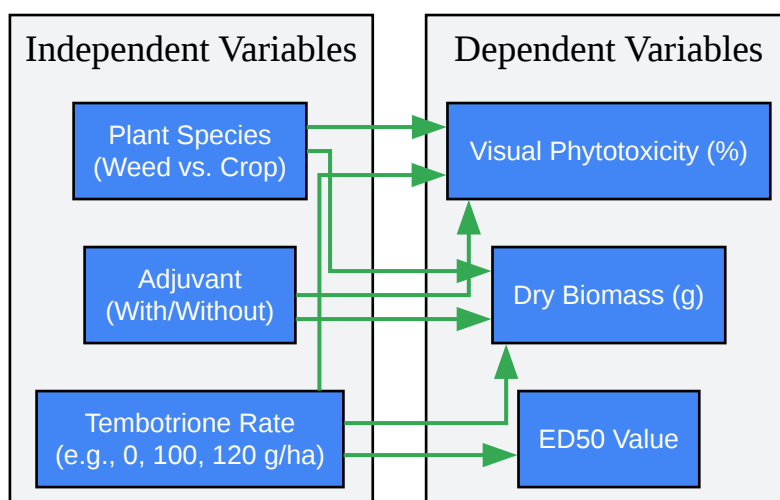 Independent Variables
Plant Species
(Weed vs. Crop)
Adjuvant
(With/Without)
Tembotrione Rate
(e.g., 0, 100, 120 g/ha)
Dependent Variables
Visual Phytotoxicity (%)
Dry Biomass (g)
ED50 Value